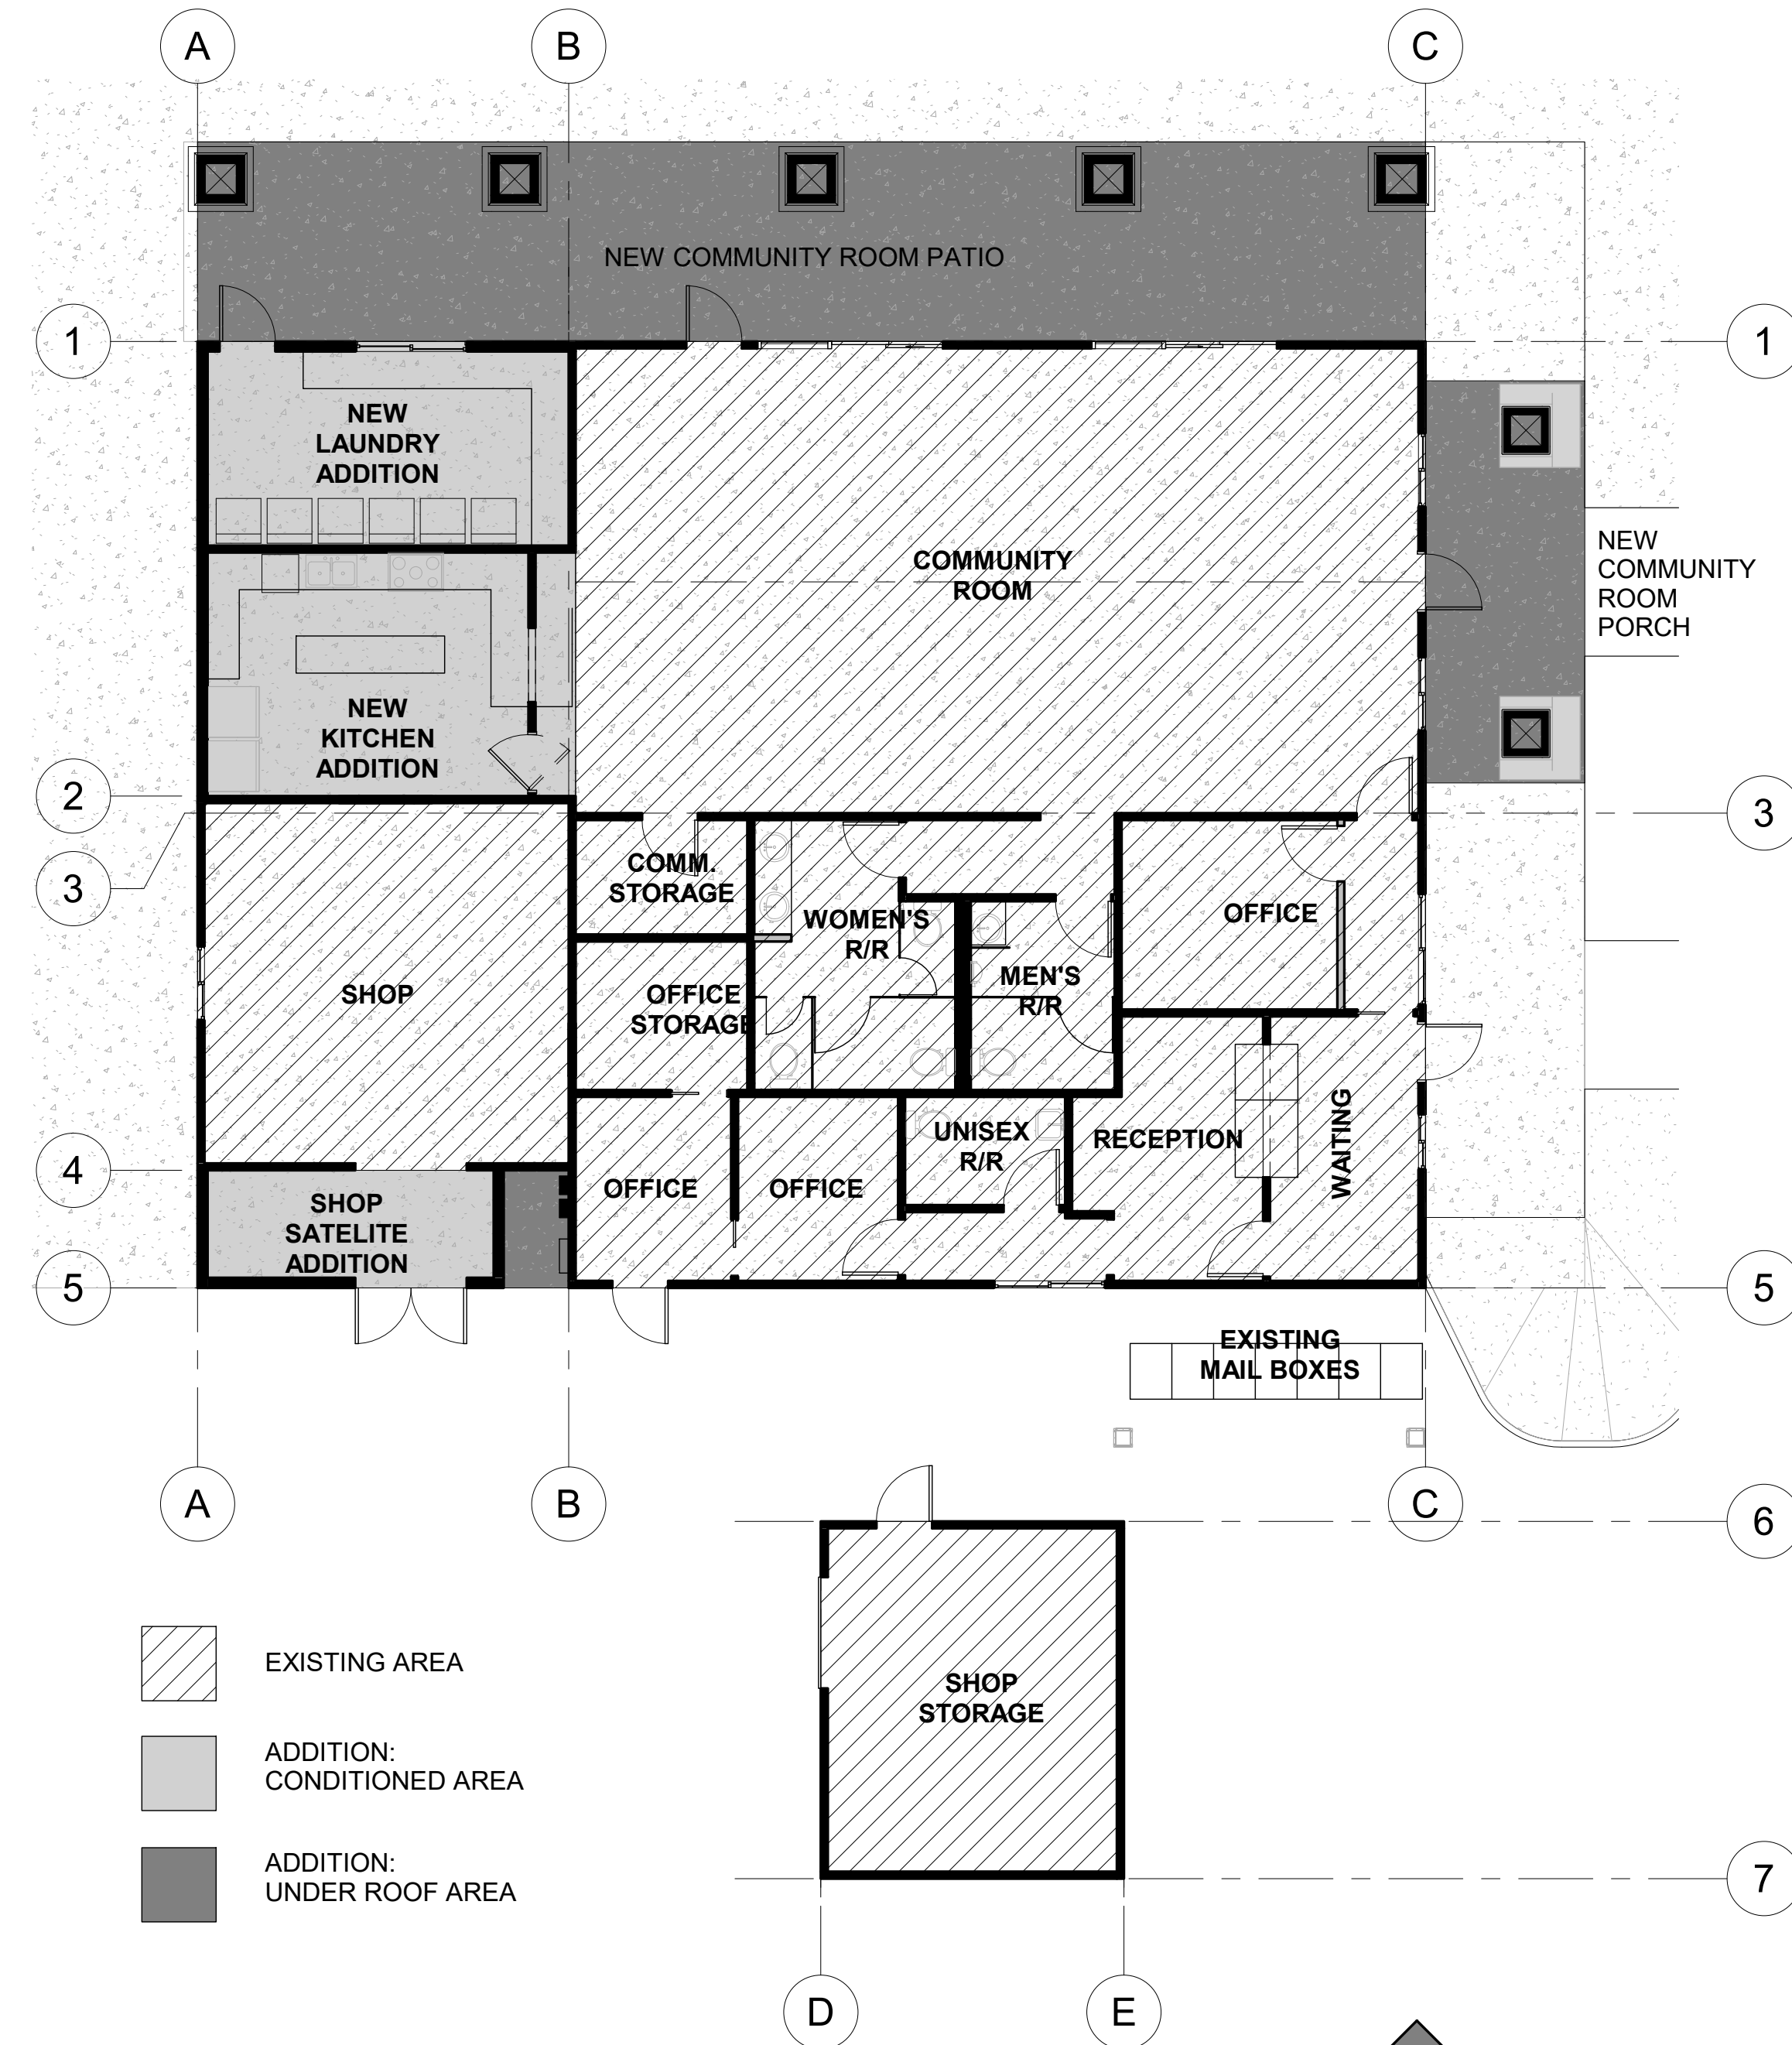 A
B
C
NEW COMMUNITY ROOM PATIO
1
1
NEW
LAUNDRY
ADDITION
COMMUNITY
ROOM
NEW
COMMUNITY
ROOM
PORCH
NEW
KITCHEN
ADDITION
2
3
3
COMM.
STORAGE
WOMEN'S
R/R
OFFICE
SHOP
OFFICE
STORAGE
MEN'S
R/R
UNISEX
R/R
RECEPTION
WAITING
4
OFFICE
OFFICE
SHOP
SATELITE
ADDITION
5
5
EXISTING
MAIL BOXES
A
B
C
6
EXISTING AREA
SHOP
STORAGE
ADDITION:
CONDITIONED AREA
ADDITION:
UNDER ROOF AREA
7
D
E